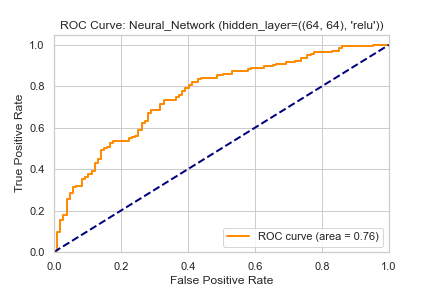 ROC Curve: Neural_Network (hidden_layer=((64, 64), 'relu'))
True Positive Rate
1.0
0.8
0.6
0.4
0.2
0.0
ROC curve (area = 0.76)
0.0 0.2 0.4 0.6 0.8 1.0
False Positive Rate